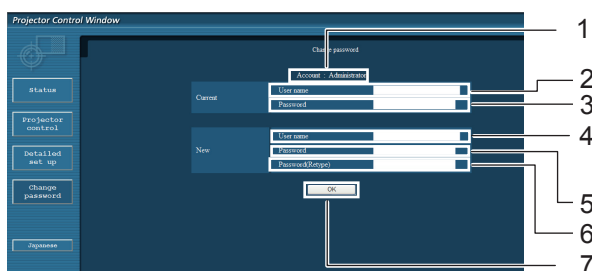 Projector Control Window
Change password
Account : Administrator
Current
User name
Password
New
User name
Password
Password(Retype)
OK
Status
Projector
control
Detailed
set up
Change
password
Japanese
1
2
3
4
5
6
7